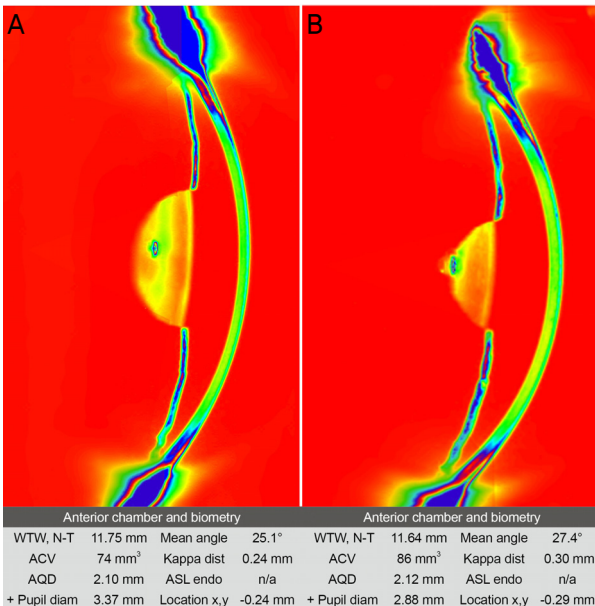 A
B
Anterior chamber and biometry
WTW, N-T 11.75 mm Mean angle 25.1°
ACV 74 mm³ Kappa dist 0.24 mm
AQD 2.10 mm ASL endo n/a
+ Pupil diam 3.37 mm Location x,y -0.24 mm
Anterior chamber and biometry
WTW, N-T 11.64 mm Mean angle 27.4°
ACV 86 mm³ Kappa dist 0.30 mm
AQD 2.12 mm ASL endo n/a
+ Pupil diam 2.88 mm Location x,y -0.29 mm